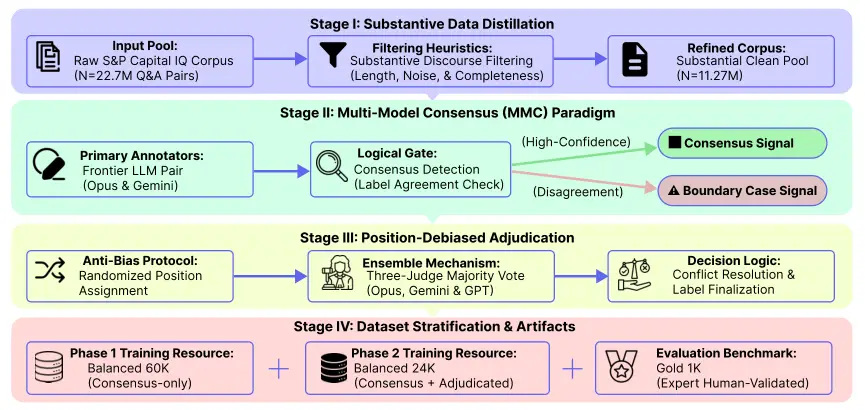 Stage I: Substantive Data Distillation
Input Pool:
Raw S&P Capital IQ Corpus
(N=22.7M Q&A Pairs)
Filtering Heuristics:
Substantive Discourse Filtering
(Length, Noise, & Completeness)
Refined Corpus:
Substantial Clean Pool
(N=11.27M)
Stage II: Multi-Model Consensus (MMC) Paradigm
Primary Annotators:
Frontier LLM Pair
(Opus & Gemini)
Logical Gate:
Consensus Detection
(Label Agreement Check)
(High-Confidence)
Consensus Signal
(Disagreement)
Boundary Case Signal
Stage III: Position-Debiased Adjudication
Anti-Bias Protocol:
Randomized Position
Assignment
Ensemble Mechanism:
Three-Judge Majority Vote
(Opus, Gemini & GPT)
Decision Logic:
Conflict Resolution &
Label Finalization
Stage IV: Dataset Stratification & Artifacts
Phase 1 Training Resource:
Balanced 60K
(Consensus-only)
Phase 2 Training Resource:
Balanced 24K
(Consensus + Adjudicated)
Evaluation Benchmark:
Gold 1K
(Expert Human-Validated)